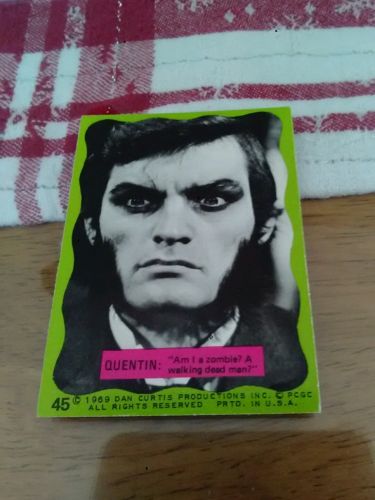 QUENTIN: "Am I a zombie? A
walking dead man?"
45 © 1969 DAN CURTIS PRODUCTIONS INC. © PCGC
ALL RIGHTS RESERVED PRTD. IN U.S.A.